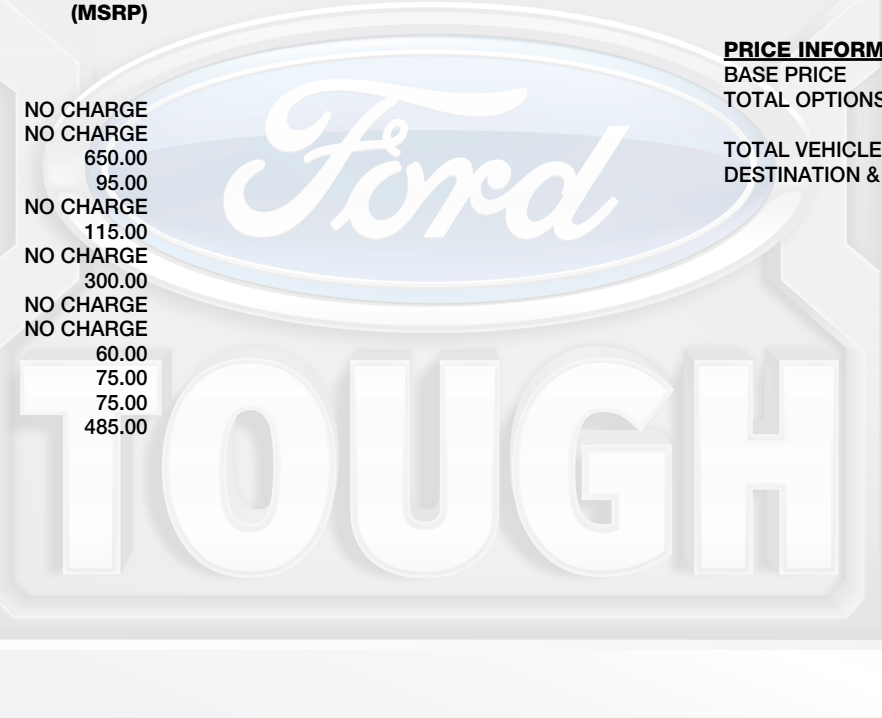 (MSRP)
NO CHARGE
NO CHARGE
650.00
95.00
NO CHARGE
115.00
NO CHARGE
300.00
NO CHARGE
NO CHARGE
60.00
75.00
75.00
485.00
PRICE INFORM
BASE PRICE
TOTAL OPTIONS
TOTAL VEHICLE
DESTINATION &
Ford
TOUGH